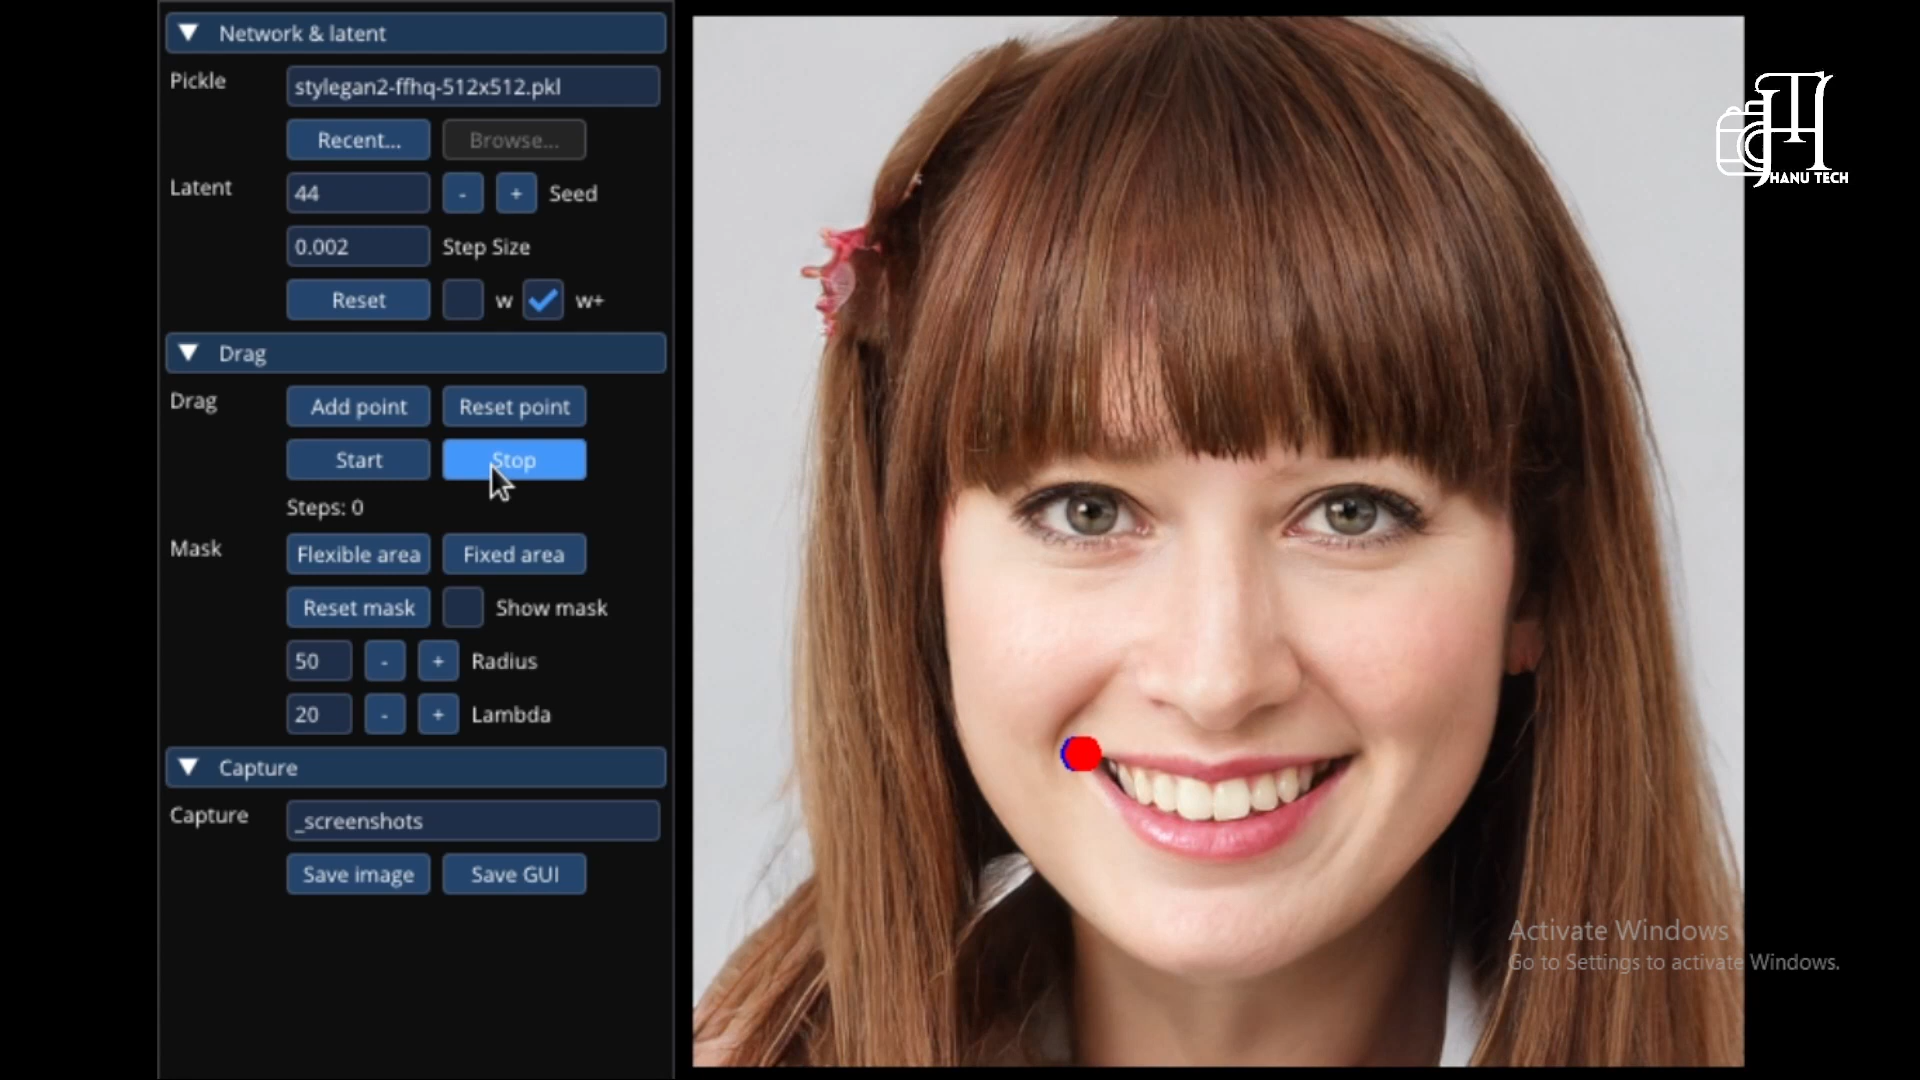 Network & latent
Pickle
stylegan2-ffhq-512x512.pkl
Recent...
Browse...
Latent
44
-
+
Seed
0.002
Step Size
Reset
w
w+
Drag
Drag
Add point
Reset point
Start
Stop
Steps: 0
Mask
Flexible area
Fixed area
Reset mask
Show mask
50
-
+
Radius
20
-
+
Lambda
Capture
Capture
_screenshots
Save image
Save GUI
HANU TECH
Activate Windows
Go to Settings to activate Windows.